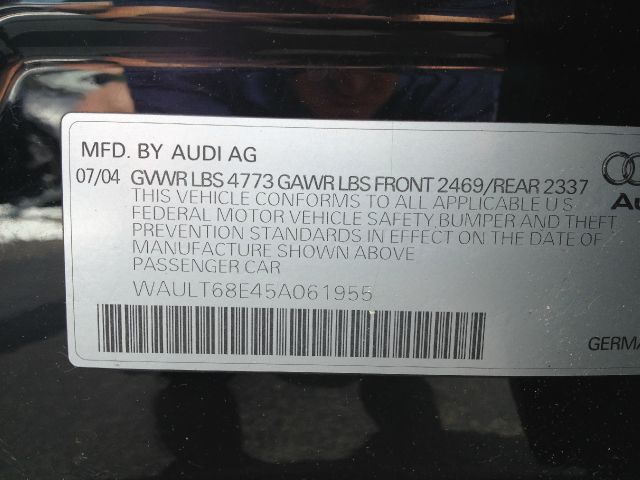 MFD. BY AUDI AG
07/04 GVWR LBS 4773 GAWR LBS FRONT 2469/REAR 2337
THIS VEHICLE CONFORMS TO ALL APPLICABLE U S
FEDERAL MOTOR VEHICLE SAFETY, BUMPER AND THEFT
PREVENTION STANDARDS IN EFFECT ON THE DATE OF
MANUFACTURE SHOWN ABOVE
PASSENGER CAR
WAULT68E45A061955